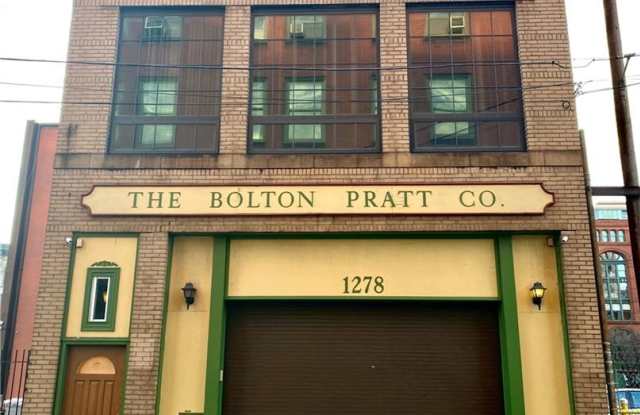 THE BOLTON PRATT CO.
1278